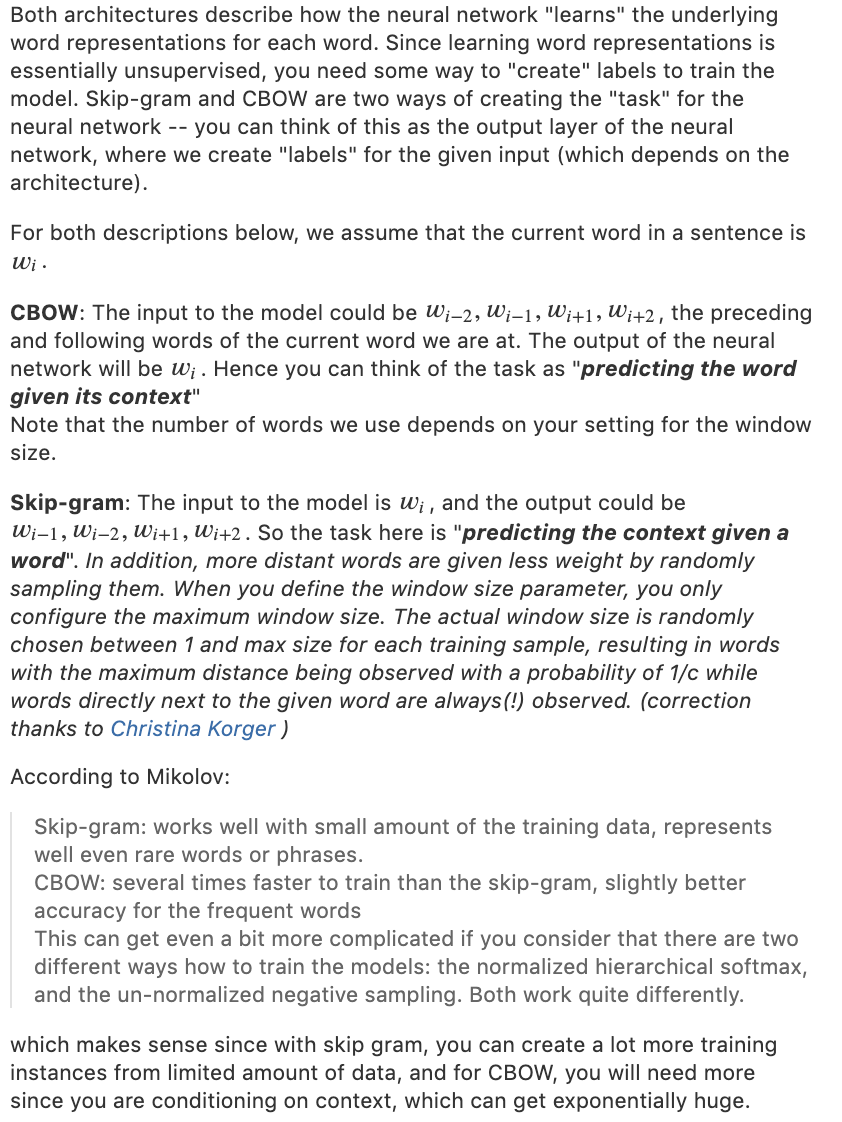 Both architectures describe how the neural network "learns" the underlying
word representations for each word. Since learning word representations is
essentially unsupervised, you need some way to "create" labels to train the
model. Skip-gram and CBOW are two ways of creating the "task" for the
neural network -- you can think of this as the output layer of the neural
network, where we create "labels" for the given input (which depends on the
architecture).
For both descriptions below, we assume that the current word in a sentence is
w_i .
CBOW: The input to the model could be w_{i−2}, w_{i−1}, w_{i+1}, w_{i+2} , the preceding
and following words of the current word we are at. The output of the neural
network will be w_i . Hence you can think of the task as "predicting the word
given its context"
Note that the number of words we use depends on your setting for the window
size.
Skip-gram: The input to the model is w_i , and the output could be
w_{i−1}, w_{i−2}, w_{i+1}, w_{i+2} . So the task here is "predicting the context given a
word". In addition, more distant words are given less weight by randomly
sampling them. When you define the window size parameter, you only
configure the maximum window size. The actual window size is randomly
chosen between 1 and max size for each training sample, resulting in words
with the maximum distance being observed with a probability of 1/c while
words directly next to the given word are always(!) observed. (correction
thanks to Christina Korger )
According to Mikolov:
Skip-gram: works well with small amount of the training data, represents
well even rare words or phrases.
CBOW: several times faster to train than the skip-gram, slightly better
accuracy for the frequent words
This can get even a bit more complicated if you consider that there are two
different ways how to train the models: the normalized hierarchical softmax,
and the un-normalized negative sampling. Both work quite differently.
which makes sense since with skip gram, you can create a lot more training
instances from limited amount of data, and for CBOW, you will need more
since you are conditioning on context, which can get exponentially huge.